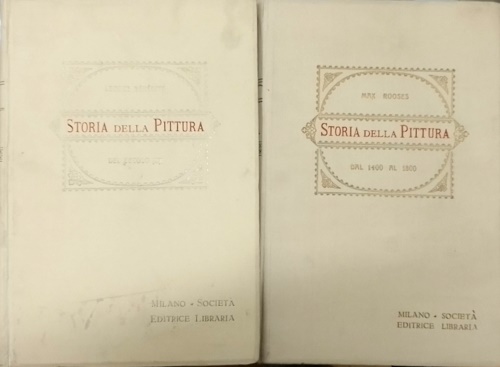 STORIA DELLA PITTURA
MILANO - SOCIETÀ
EDITRICE LIBRARIA
MAX ROOSES
STORIA DELLA PITTURA
DAL 1400 AL 1800
MILANO - SOCIETÀ
EDITRICE LIBRARIA